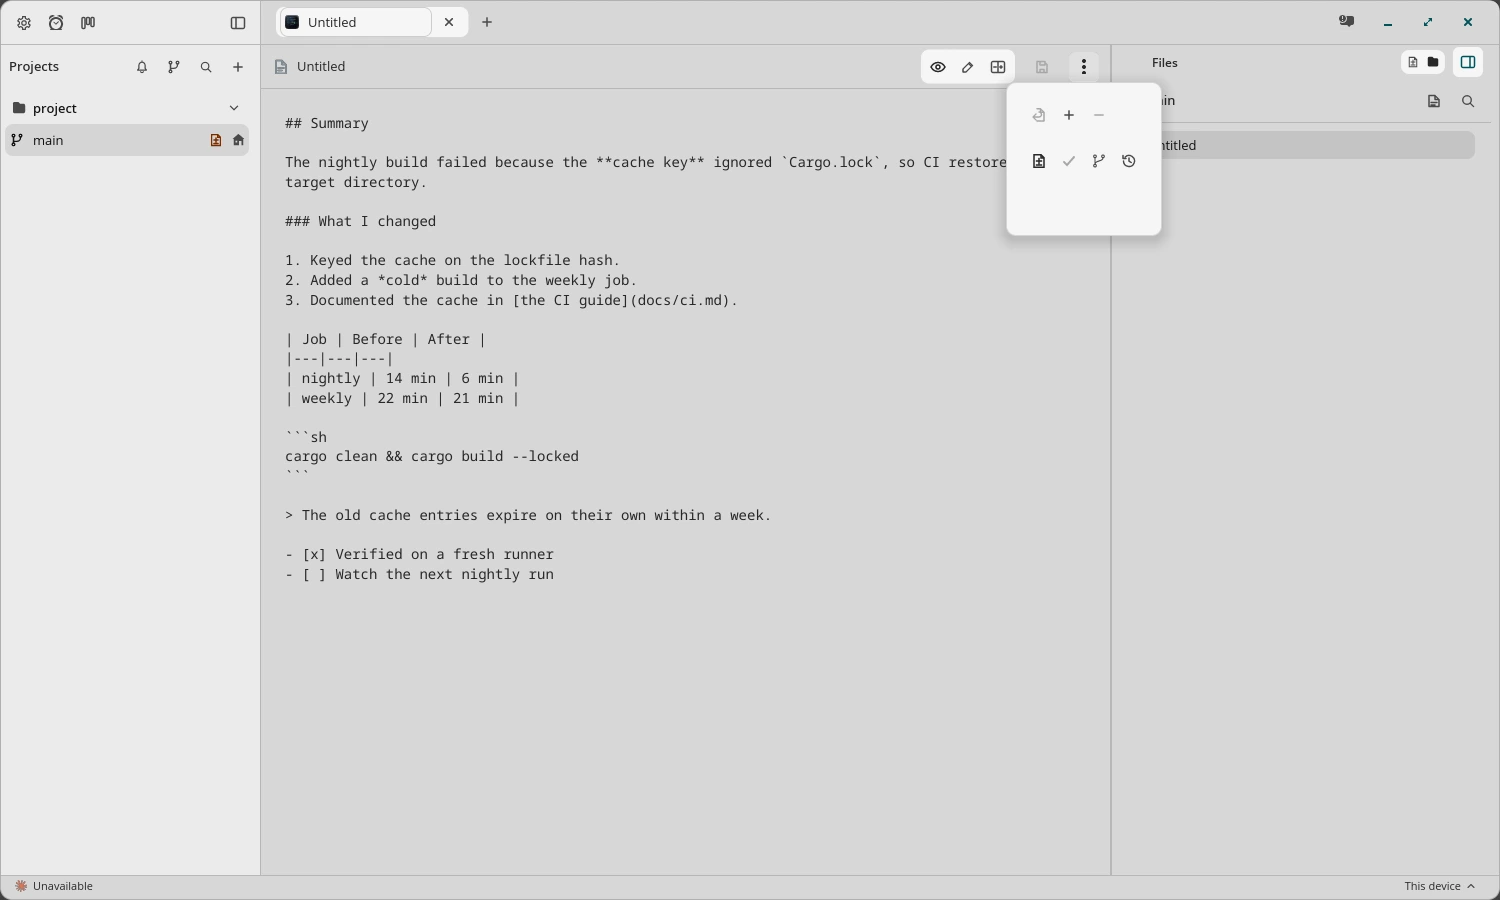 Untitled
Projects
Untitled
Files
project
main
## Summary
The nightly build failed because the **cache key** ignored `Cargo.lock`, so CI
target directory.
### What I changed
1. Keyed the cache on the lockfile hash.
2. Added a *cold* build to the weekly job.
3. Documented the cache in [the CI guide](docs/ci.md).
| Job | Before | After |
|---|---|---|
| nightly | 14 min | 6 min |
| weekly | 22 min | 21 min |
```sh
cargo clean && cargo build --locked
```
> The old cache entries expire on their own within a week.
- [x] Verified on a fresh runner
- [ ] Watch the next nightly run
Unavailable
This device